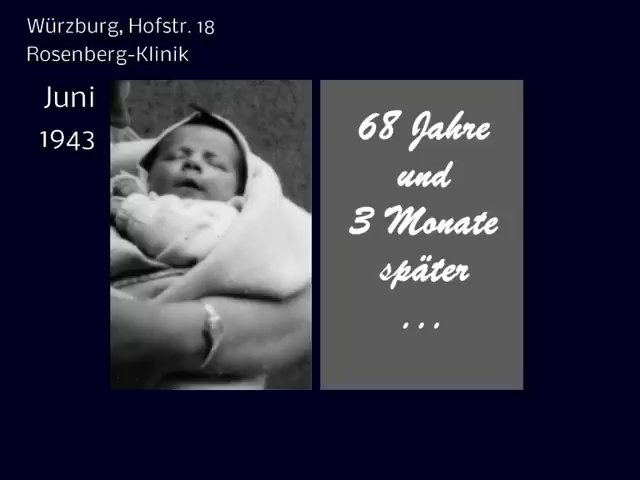 Würzburg, Hofstr. 18
Rosenberg-Klinik
Juni
1943
68 Jahre
und
3 Monate
später
...